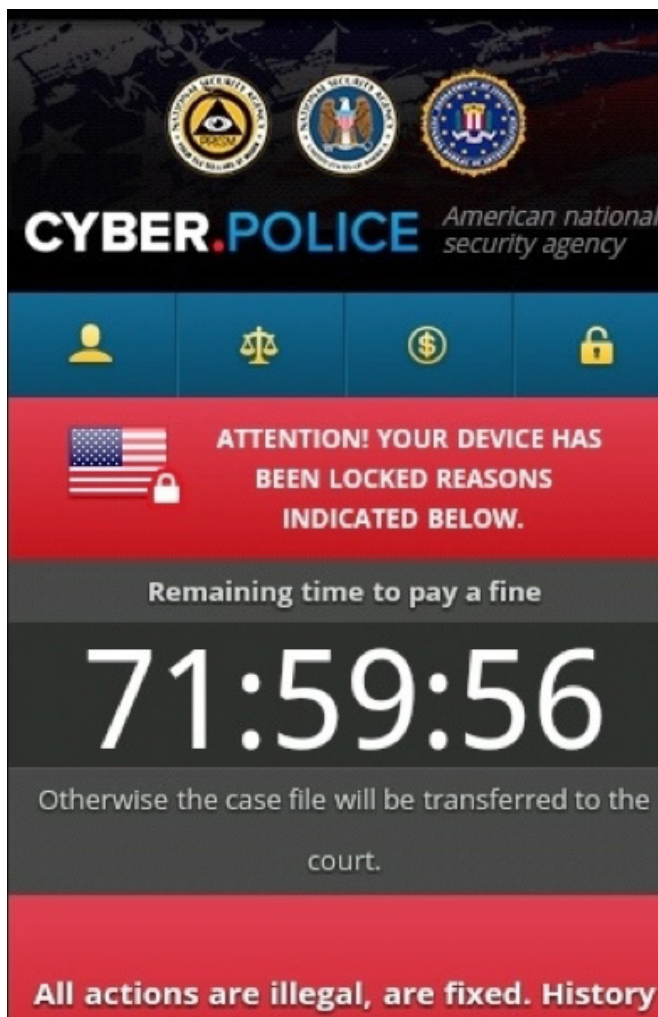 PRISM
CYBER.POLICE
American national
security agency
ATTENTION! YOUR DEVICE HAS
BEEN LOCKED REASONS
INDICATED BELOW.
Remaining time to pay a fine
71:59:56
Otherwise the case file will be transferred to the
court.
All actions are illegal, are fixed. History